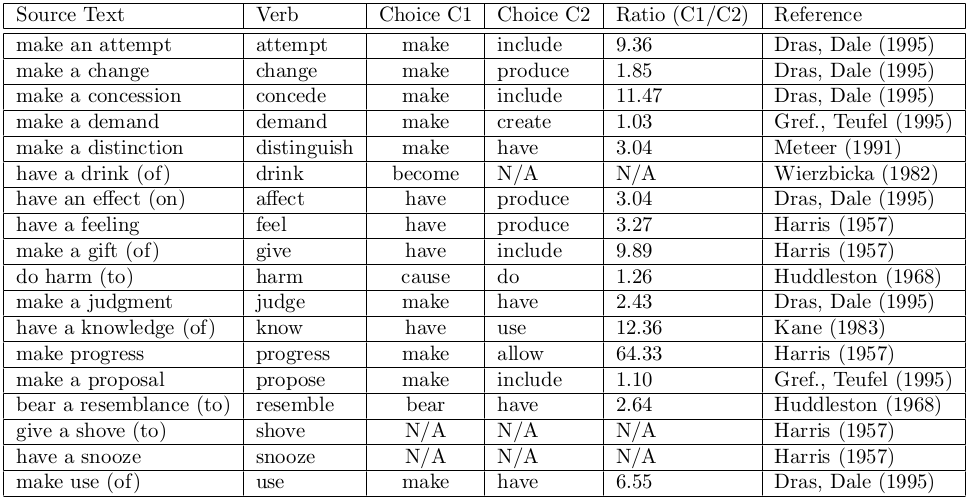 Source Text Verb Choice C1 Choice C2 Ratio (C1/C2) Reference
make an attempt attempt make include 9.36 Dras, Dale (1995)
make a change change make produce 1.85 Dras, Dale (1995)
make a concession concede make include 11.47 Dras, Dale (1995)
make a demand demand make create 1.03 Gref., Teufel (1995)
make a distinction distinguish make have 3.04 Meteer (1991)
have a drink (of) drink become N/A N/A Wierzbicka (1982)
have an effect (on) affect have produce 3.04 Dras, Dale (1995)
have a feeling feel have produce 3.27 Harris (1957)
make a gift (of) give have include 9.89 Harris (1957)
do harm (to) harm cause do 1.26 Huddleston (1968)
make a judgment judge make have 2.43 Dras, Dale (1995)
have a knowledge (of) know have use 12.36 Kane (1983)
make progress progress make allow 64.33 Harris (1957)
make a proposal propose make include 1.10 Gref., Teufel (1995)
bear a resemblance (to) resemble bear have 2.64 Huddleston (1968)
give a shove (to) shove N/A N/A N/A Harris (1957)
have a snooze snooze N/A N/A N/A Harris (1957)
make use (of) use make have 6.55 Dras, Dale (1995)